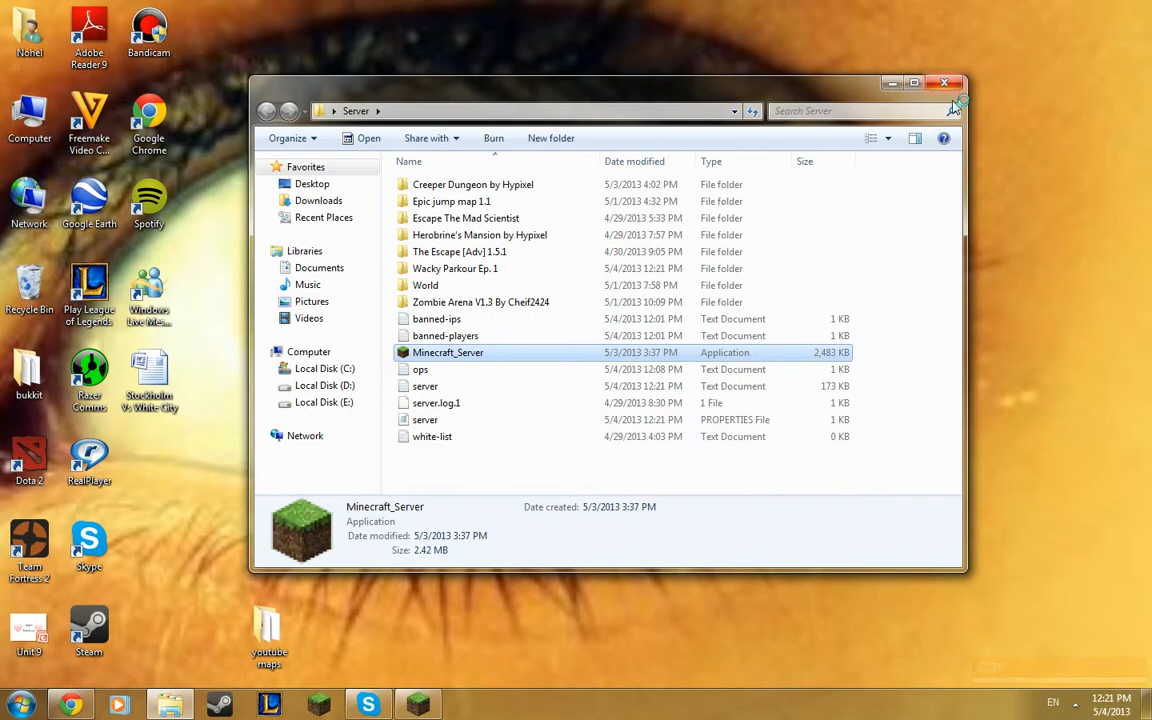 Nohel
Adobe
Reader 9
Bandicam
Computer
Freemake
Video C...
Google
Chrome
Network
Google Earth
Spotify
Recycle Bin
Play League
of Legends
Windows
Live Mes...
bukkit
Razer
Comms
Stockholm
Vs White City
Dota 2
RealPlayer
Team
Fortress 2
Skype
Unit 9
Steam
youtube
maps
Server
Search Server
Organize
Open
Share with
Burn
New folder
Favorites
Desktop
Downloads
Recent Places
Libraries
Documents
Music
Pictures
Videos
Computer
Local Disk (C:)
Local Disk (D:)
Local Disk (E:)
Network
Name Date modified Type Size
Creeper Dungeon by Hypixel 5/3/2013 4:02 PM File folder
Epic jump map 1.1 5/1/2013 4:32 PM File folder
Escape The Mad Scientist 4/29/2013 5:33 PM File folder
Herobrine's Mansion by Hypixel 4/29/2013 7:57 PM File folder
The Escape [Adv] 1.5.1 4/30/2013 9:05 PM File folder
Wacky Parkour Ep. 1 5/4/2013 12:21 PM File folder
World 5/1/2013 7:58 PM File folder
Zombie Arena V1.3 By Cheif2424 5/1/2013 10:09 PM File folder
banned-ips 5/4/2013 12:01 PM Text Document 1 KB
banned-players 5/4/2013 12:01 PM Text Document 1 KB
Minecraft_Server 5/3/2013 3:37 PM Application 2,483 KB
ops 5/4/2013 12:08 PM Text Document 1 KB
server 5/4/2013 12:21 PM Text Document 173 KB
server.log.1 4/29/2013 8:30 PM 1 File 1 KB
server 5/4/2013 12:21 PM PROPERTIES File 1 KB
white-list 4/29/2013 4:03 PM Text Document 0 KB
Minecraft_Server Date created: 5/3/2013 3:37 PM
Application
Date modified: 5/3/2013 3:37 PM
Size: 2.42 MB
EN
12:21 PM
5/4/2013